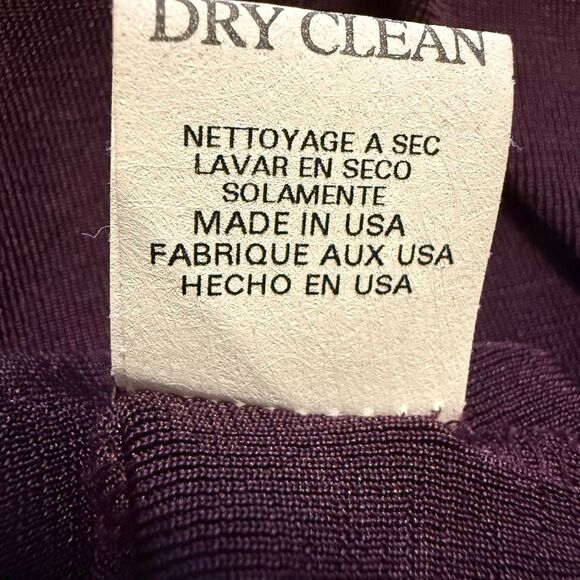 DRY CLEAN
NETTOYAGE A SEC
LAVAR EN SECO
SOLAMENTE
MADE IN USA
FABRIQUE AUX USA
HECHO EN USA